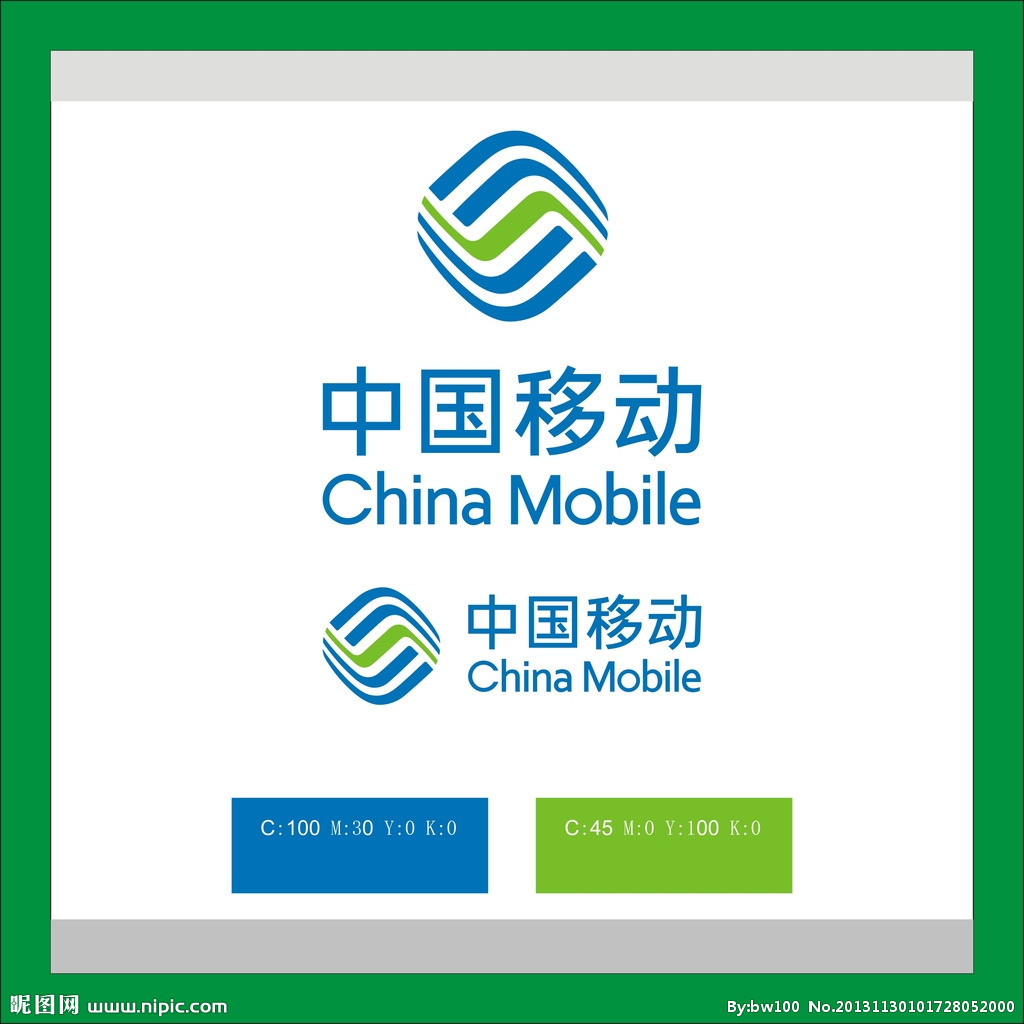 中国移动
China Mobile
中国移动
China Mobile
C:100 M:30 Y:0 K:0
C:45 M:0 Y:100 K:0
昵图网 www.nipic.com
By:bw100 No.20131130101728052000